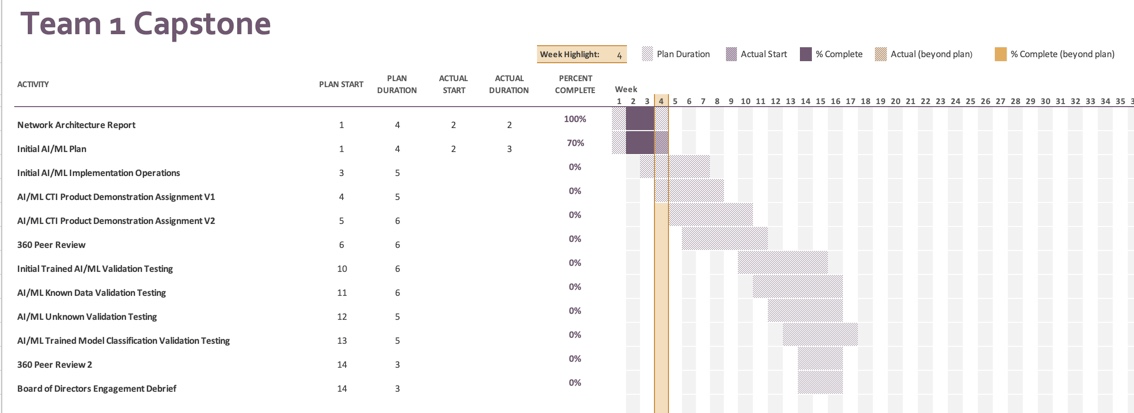 Team 1 Capstone
Week Highlight: 4 Plan Duration Actual Start % Complete Actual (beyond plan) % Complete (beyond plan)
ACTIVITY PLAN START PLAN DURATION ACTUAL START ACTUAL DURATION PERCENT COMPLETE Week
1 2 3 4 5 6 7 8 9 10 11 12 13 14 15 16 17 18 19 20 21 22 23 24 25 26 27 28 29 30 31 32 33 34 35
Network Architecture Report 1 4 2 2 100%
Initial AI/ML Plan 1 4 2 3 70%
Initial AI/ML Implementation Operations 3 5 0%
AI/ML CTI Product Demonstration Assignment V1 4 5 0%
AI/ML CTI Product Demonstration Assignment V2 5 6 0%
360 Peer Review 6 6 0%
Initial Trained AI/ML Validation Testing 10 6 0%
AI/ML Known Data Validation Testing 11 6 0%
AI/ML Unknown Validation Testing 12 5 0%
AI/ML Trained Model Classification Validation Testing 13 5 0%
360 Peer Review 2 14 3 0%
Board of Directors Engagement Debrief 14 3 0%